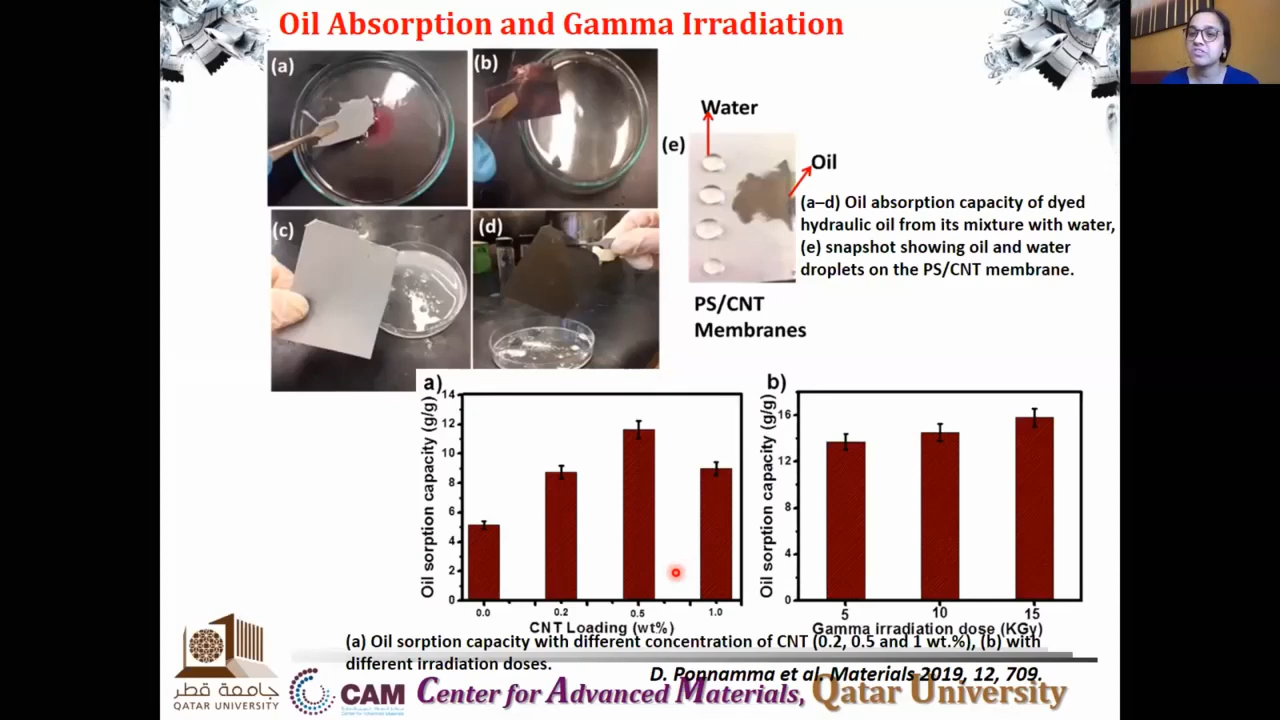 Oil Absorption and Gamma Irradiation
(a)
(b)
(c)
(d)
(e)
Water
Oil
PS/CNT
Membranes
(a–d) Oil absorption capacity of dyed
hydraulic oil from its mixture with water,
(e) snapshot showing oil and water
droplets on the PS/CNT membrane.
a)
Oil sorption capacity (g/g)
14
12
10
8
6
4
2
0
0.0 0.2 0.5 1.0
CNT Loading (wt%)
b)
Oil sorption capacity (g/g)
16
12
8
4
0
5 10 15
Gamma irradiation dose (KGy)
(a) Oil sorption capacity with different concentration of CNT (0.2, 0.5 and 1 wt.%), (b) with
different irradiation doses.
D. Ponnamma et al. Materials 2019, 12, 709.
جامعة قطر
QATAR UNIVERSITY
CAM
Center for Advanced Materials
Center for Advanced Materials, Qatar University